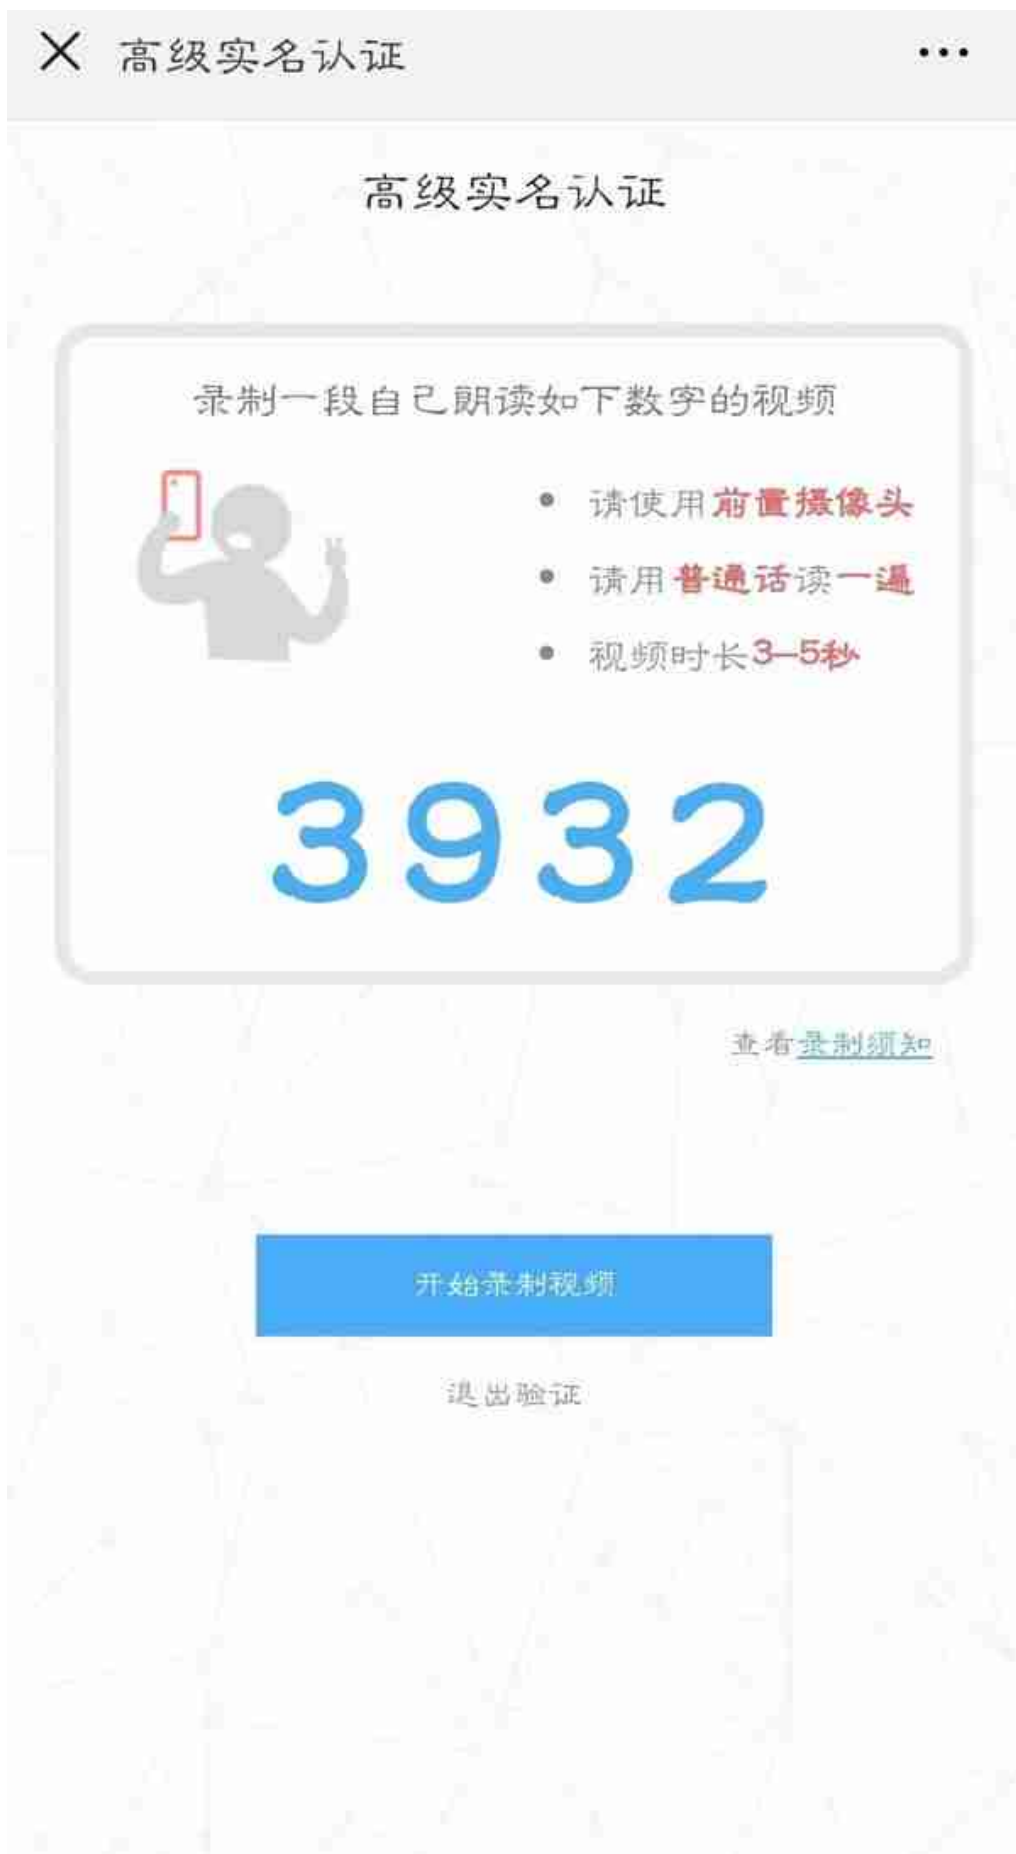 高级实名认证
高级实名认证
录制一段自己朗读如下数字的视频
请使用前置摄像头
请用普通话读一遍
视频时长3-5秒
3932
查看录制须知
开始录制视频
退出验证